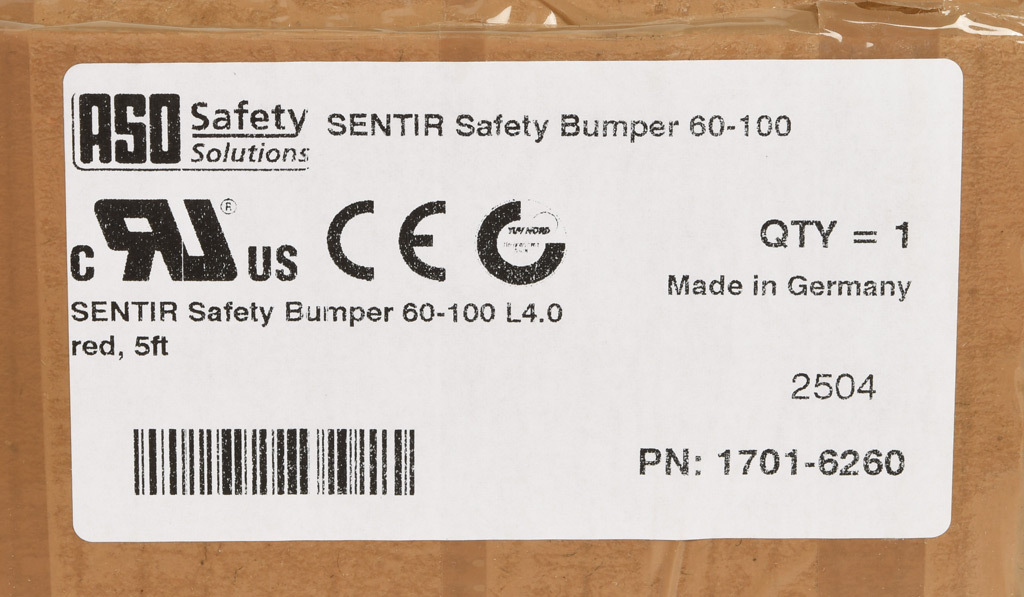 ASO Safety Solutions
SENTIR Safety Bumper 60-100
c RU ® US CE TÜV NORD
QTY = 1
Made in Germany
SENTIR Safety Bumper 60-100 L4.0
red, 5ft
2504
PN: 1701-6260